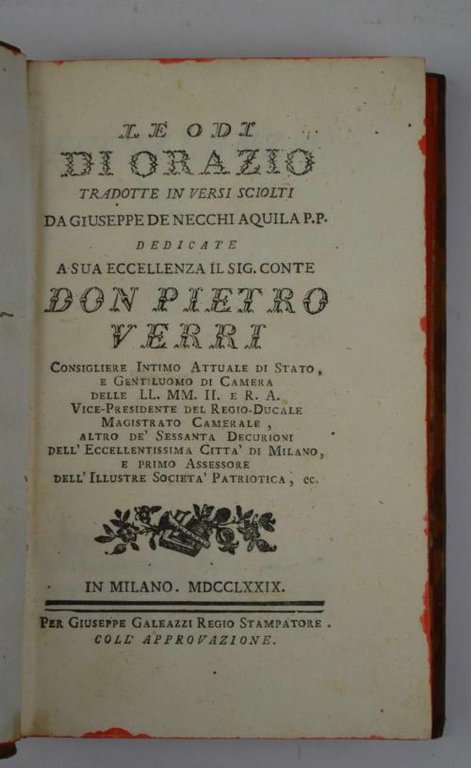 LE ODI
DI ORAZIO
TRADOTTE IN VERSI SCIOLTI
DA GIUSEPPE DE NECCHI AQUILA P.P.
DEDICATE
A SUA ECCELLENZA IL SIG. CONTE
DON PIETRO
VERRI
CONSIGLIERE INTIMO ATTUALE DI STATO,
E GENTILUOMO DI CAMERA
DELLE LL. MM. II. E R. A.
VICE-PRESIDENTE DEL REGIO-DUCALE
MAGISTRATO CAMERALE,
ALTRO DE' SESSANTA DECURIONI
DELL' ECCELLENTISSIMA CITTA' DI MILANO,
E PRIMO ASSESSORE
DELL' ILLUSTRE SOCIETA' PATRIOTICA, ec.
IN MILANO. MDCCLXXIX.
PER GIUSEPPE GALEAZZI REGIO STAMPATORE.
COLL' APPROVAZIONE.